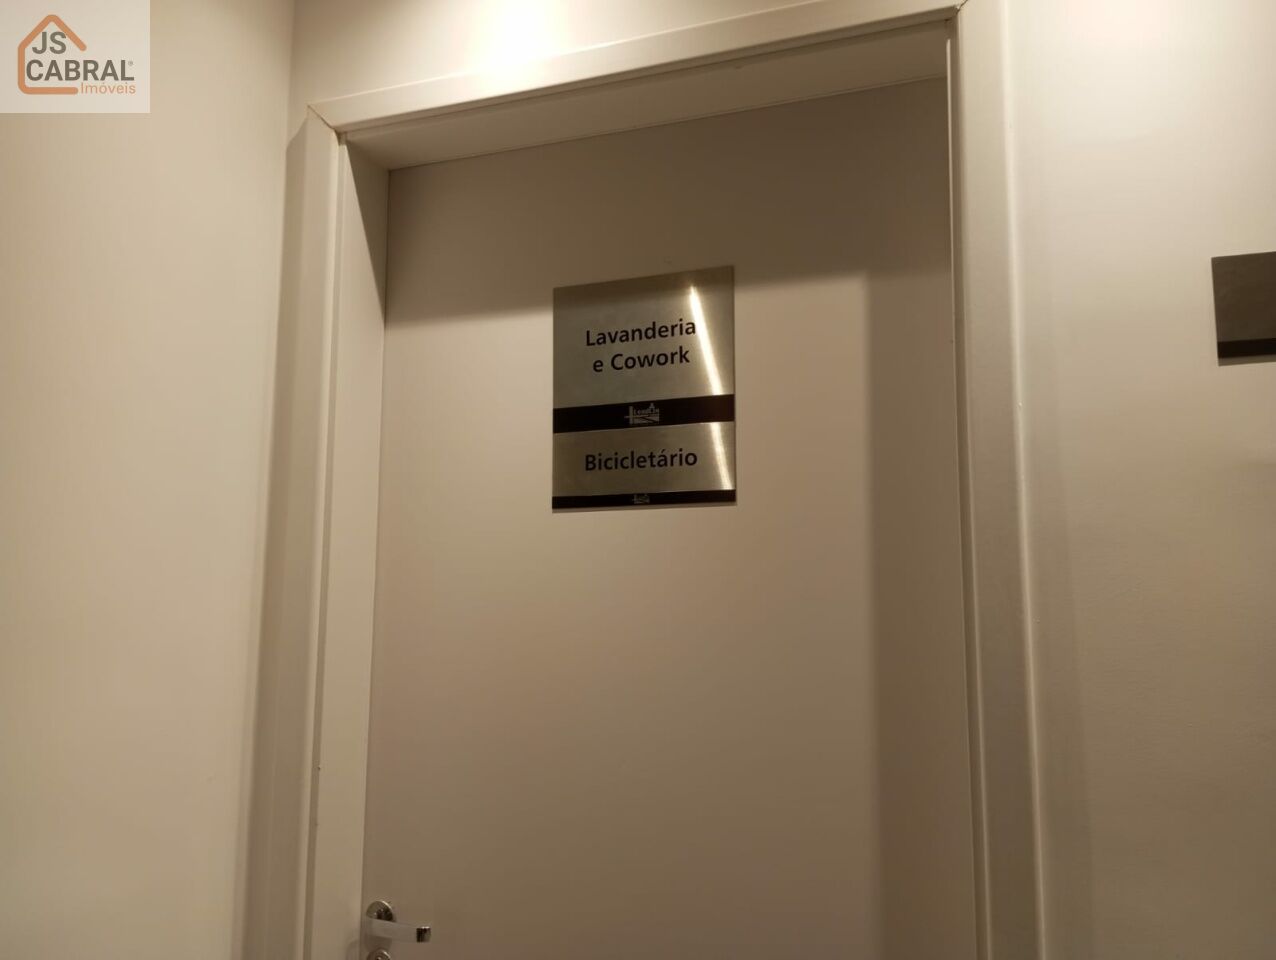 JS
CABRAL®
Imóveis
Lavanderia
e Cowork
Bicicletário